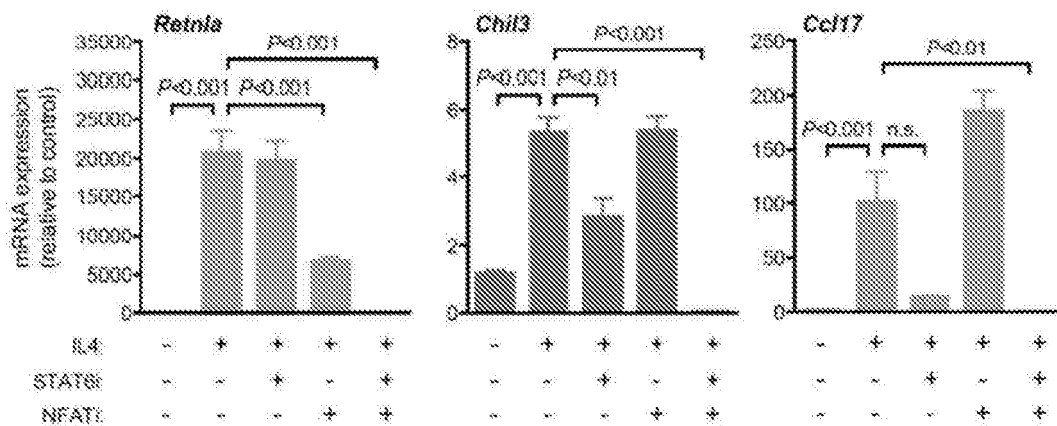 Retnla
Chil3
Ccl17
mRNA expression
(relative to control)
35000
30000
25000
20000
15000
10000
5000
0
P<0.001
P<0.001
P<0.001
8
6
4
2
0
P<0.001
P<0.001
P<0.01
250
200
150
100
50
0
P<0.01
P<0.001
n.s.
IL4: - + + + + - + + + + - + + + +
STAT6i: - - + - + - - + - + - - + - +
NFATi: - - - + + - - - + + - - - + +